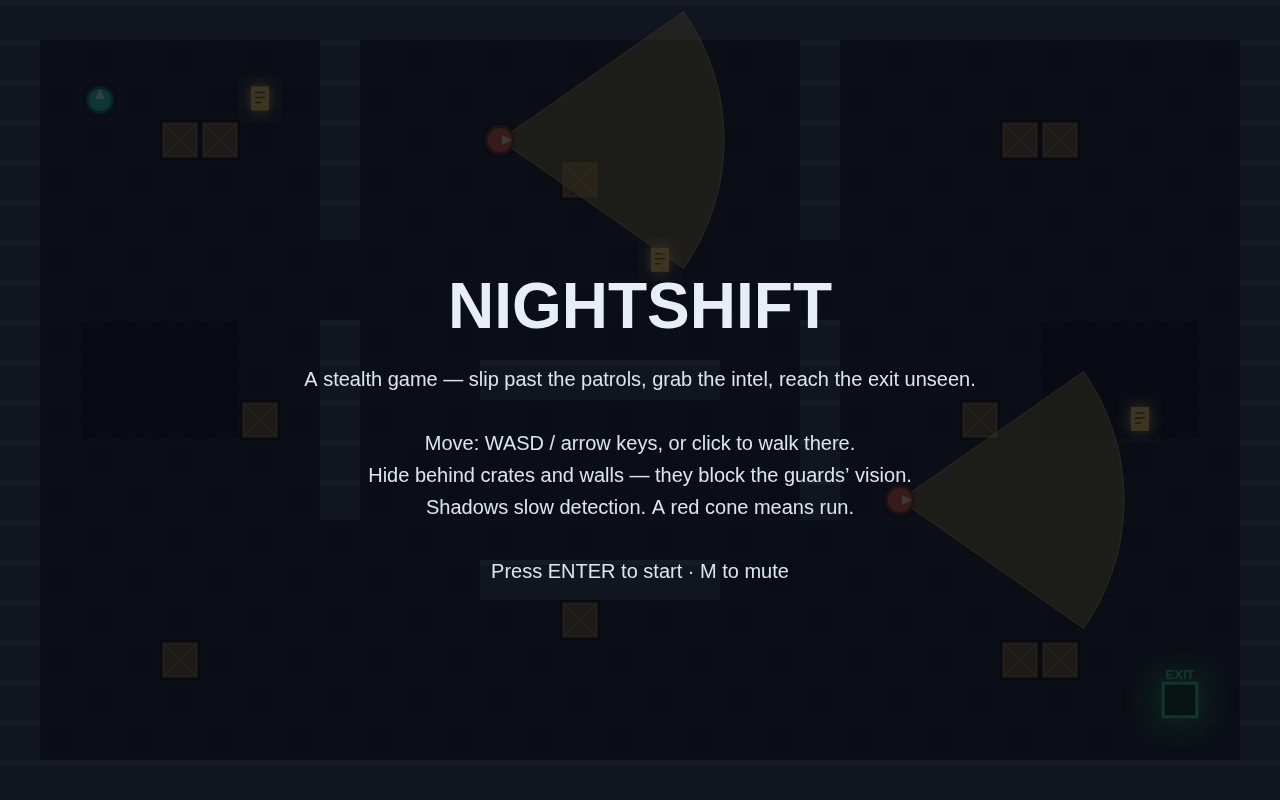 NIGHTSHIFT
A stealth game — slip past the patrols, grab the intel, reach the exit unseen.
Move: WASD / arrow keys, or click to walk there.
Hide behind crates and walls — they block the guards’ vision.
Shadows slow detection. A red cone means run.
Press ENTER to start · M to mute
EXIT